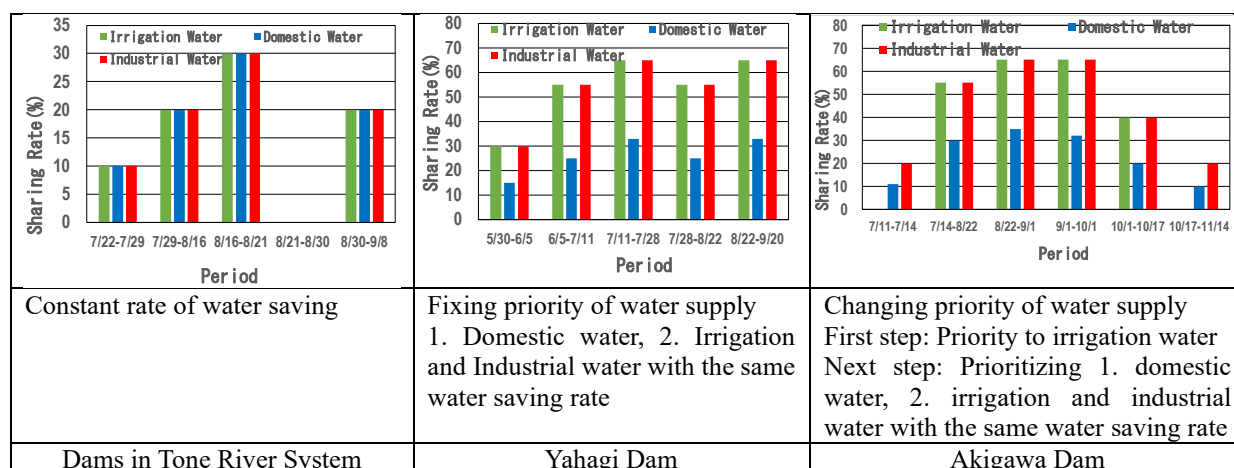 Irrigation Water
Domestic Water
Industrial Water
Sharing Rate(%)
35
30
25
20
15
10
5
0
7/22-7/29 7/29-8/16 8/16-8/21 8/21-8/30 8/30-9/8
Period
Irrigation Water
Domestic Water
Industrial Water
Sharing Rate(%)
80
70
60
50
40
30
20
10
0
5/30-6/5 6/5-7/11 7/11-7/28 7/28-8/22 8/22-9/20
Period
Irrigation Water
Domestic Water
Industrial Water
Sharing Rate(%)
80
70
60
50
40
30
20
10
0
7/11-7/14 7/14-8/22 8/22-9/1 9/1-10/1 10/1-10/17 10/17-11/14
Period
Constant rate of water saving
Fixing priority of water supply
1. Domestic water, 2. Irrigation
and Industrial water with the same
water saving rate
Changing priority of water supply
First step: Priority to irrigation water
Next step: Prioritizing 1. domestic
water, 2. irrigation and industrial
water with the same water saving rate
Dams in Tone River System
Yahagi Dam
Akigawa Dam